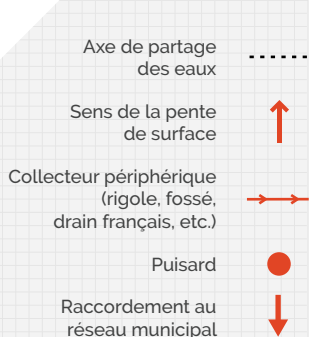 Axe de partage
des eaux
Sens de la pente
de surface
Collecteur périphérique
(rigole, fossé,
drain français, etc.)
Puisard
Raccordement au
réseau municipal